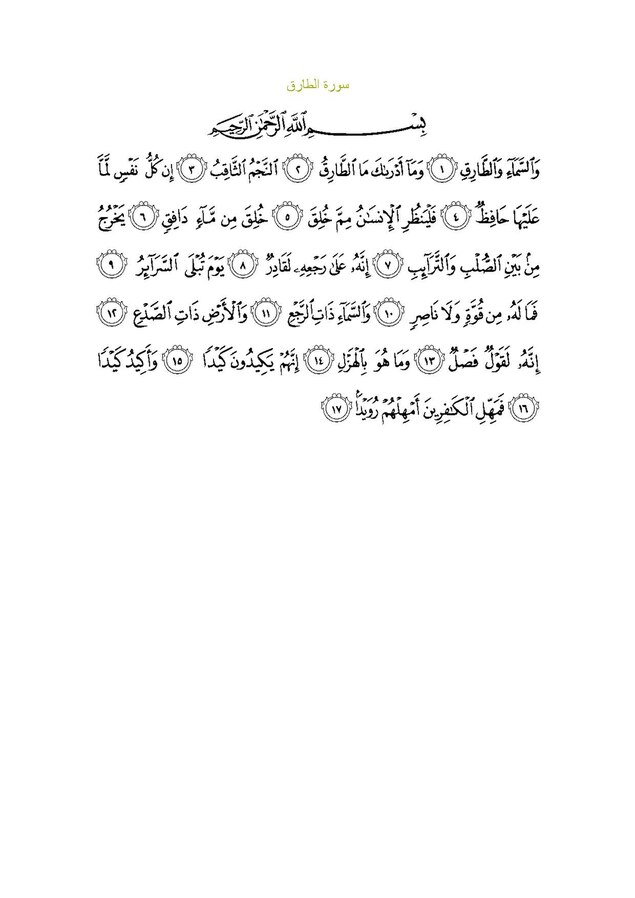 سورة الطارق
بِسْمِ ٱللَّهِ ٱلرَّحْمَٰنِ ٱلرَّحِيمِ
وَٱلسَّمَآءِ وَٱلطَّارِقِ ١ وَمَآ أَدْرَىٰكَ مَا ٱلطَّارِقُ ٢ ٱلنَّجْمُ ٱلثَّاقِبُ ٣ إِن كُلُّ نَفْسٍ لَّمَّا
عَلَيْهَا حَافِظٌ ٤ فَلْيَنظُرِ ٱلْإِنسَٰنُ مِمَّ خُلِقَ ٥ خُلِقَ مِن مَّآءٍ دَافِقٍ ٦ يَخْرُجُ
مِنۢ بَيْنِ ٱلصُّلْبِ وَٱلتَّرَآئِبِ ٧ إِنَّهُۥ عَلَىٰ رَجْعِهِۦ لَقَادِرٌ ٨ يَوْمَ تُبْلَى ٱلسَّرَآئِرُ ٩
فَمَا لَهُۥ مِن قُوَّةٍ وَلَا نَاصِرٍ ١٠ وَٱلسَّمَآءِ ذَاتِ ٱلرَّجْعِ ١١ وَٱلْأَرْضِ ذَاتِ ٱلصَّدْعِ ١٢
إِنَّهُۥ لَقَوْلٌ فَصْلٌ ١٣ وَمَا هُوَ بِٱلْهَزْلِ ١٤ إِنَّهُمْ يَكِيدُونَ كَيْدًا ١٥ وَأَكِيدُ كَيْدًا
١٦ فَمَهِّلِ ٱلْكَٰفِرِينَ أَمْهِلْهُمْ رُوَيْدًۢا ١٧